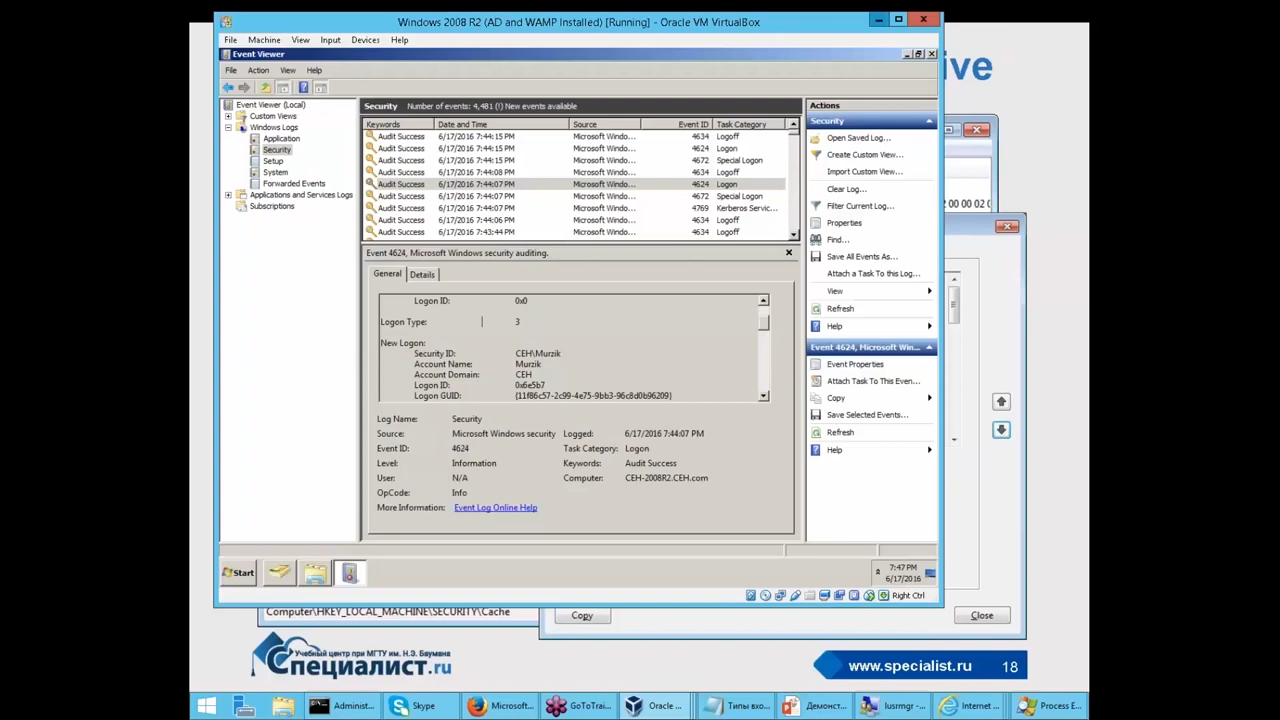 Windows 2008 R2 (AD and WAMP Installed) [Running] - Oracle VM VirtualBox
File Machine View Input Devices Help
ive
Event Viewer
File Action View Help
Event Viewer (Local)
Custom Views
Windows Logs
Application
Security
Setup
System
Forwarded Events
Applications and Services Logs
Subscriptions
Security Number of events: 4,481 (!) New events available
Keywords Date and Time Source Event ID Task Category
Audit Success 6/17/2016 7:44:15 PM Microsoft Windo... 4634 Logoff
Audit Success 6/17/2016 7:44:15 PM Microsoft Windo... 4624 Logon
Audit Success 6/17/2016 7:44:15 PM Microsoft Windo... 4672 Special Logon
Audit Success 6/17/2016 7:44:08 PM Microsoft Windo... 4634 Logoff
Audit Success 6/17/2016 7:44:07 PM Microsoft Windo... 4624 Logon
Audit Success 6/17/2016 7:44:07 PM Microsoft Windo... 4672 Special Logon
Audit Success 6/17/2016 7:44:07 PM Microsoft Windo... 4769 Kerberos Servic...
Audit Success 6/17/2016 7:44:06 PM Microsoft Windo... 4634 Logoff
Audit Success 6/17/2016 7:43:44 PM Microsoft Windo... 4634 Logoff
Event 4624, Microsoft Windows security auditing.
General Details
Logon ID: 0x0
Logon Type: 3
New Logon:
Security ID: CEH\Murzik
Account Name: Murzik
Account Domain: CEH
Logon ID: 0x6e5b7
Logon GUID: {11f86c57-2c99-4e75-9bb3-96c8d0b96209}
Log Name: Security
Source: Microsoft Windows security Logged: 6/17/2016 7:44:07 PM
Event ID: 4624 Task Category: Logon
Level: Information Keywords: Audit Success
User: N/A Computer: CEH-2008R2.CEH.com
OpCode: Info
More Information: Event Log Online Help
Actions
Security
Open Saved Log...
Create Custom View...
Import Custom View...
Clear Log...
Filter Current Log...
Properties
Find...
Save All Events As...
Attach a Task To this Log...
View
Refresh
Help
Event 4624, Microsoft Win...
Event Properties
Attach Task To This Even...
Copy
Save Selected Events...
Refresh
Help
00 00 02 0
Start
7:47 PM
6/17/2016
Right Ctrl
Computer\HKEY_LOCAL_MACHINE\SECURITY\Cache
Copy Close
Учебный центр при МГТУ им. Н.Э. Баумана
Специалист.ru
www.specialist.ru 18
Administ... Skype Microsoft... GoToTrai... Oracle ... Типы вхо... Демонст... lusrmgr - ... Internet ... Process E...